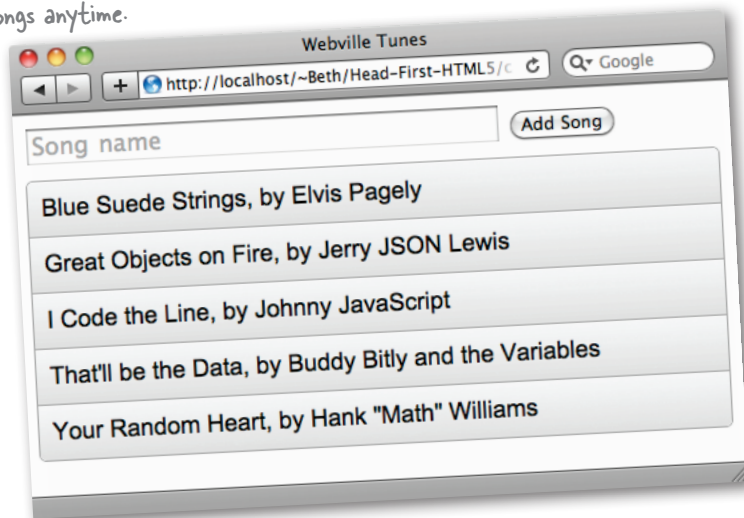 ongs anytime.
Webville Tunes
http://localhost/~Beth/Head-First-HTML5/c
Google
Song name
Add Song
Blue Suede Strings, by Elvis Pagely
Great Objects on Fire, by Jerry JSON Lewis
I Code the Line, by Johnny JavaScript
That'll be the Data, by Buddy Bitly and the Variables
Your Random Heart, by Hank "Math" Williams